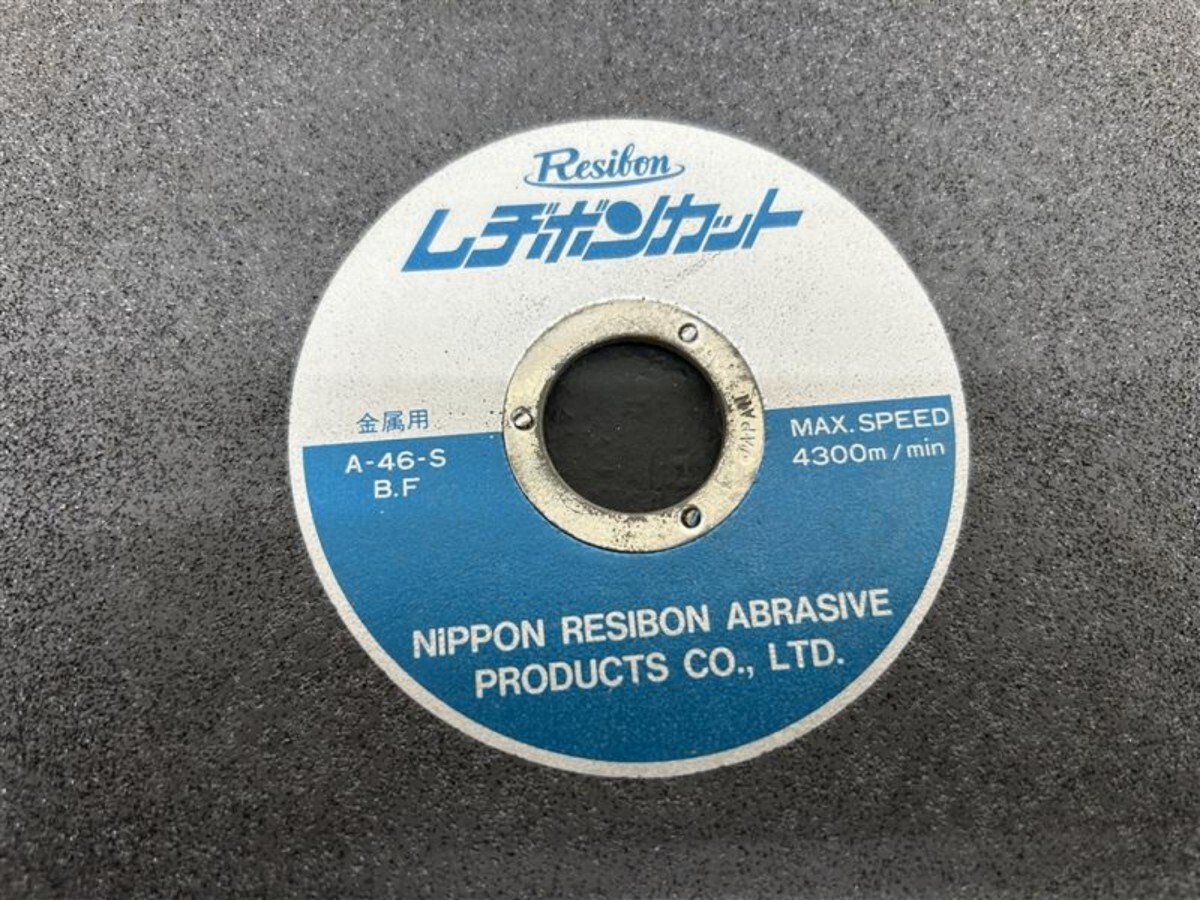 Resibon
レヂボンカット
金属用
A-46-S
B.F
MAX. SPEED
4300m/min
NiPPON RESIBON ABRASIVE
PRODUCTS CO., LTD.